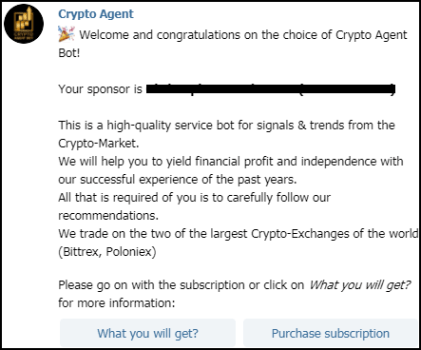 Crypto Agent
🎉 Welcome and congratulations on the choice of Crypto Agent
Bot!
Your sponsor is
This is a high-quality service bot for signals & trends from the
Crypto-Market.
We will help you to yield financial profit and independence with
our successful experience of the past years.
All that is required of you is to carefully follow our
recommendations.
We trade on the two of the largest Crypto-Exchanges of the world
(Bittrex, Poloniex)
Please go on with the subscription or click on What you will get?
for more information:
What you will get? Purchase subscription